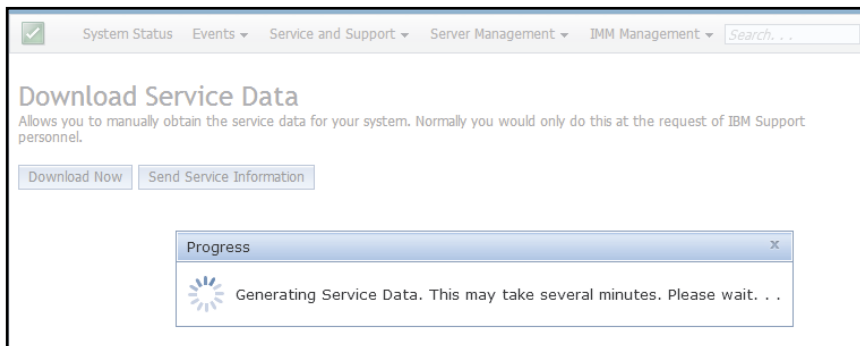 System Status Events Service and Support Server Management IMM Management Search. . .
Download Service Data
Allows you to manually obtain the service data for your system. Normally you would only do this at the request of IBM Support
personnel.
Download Now Send Service Information
Progress x
Generating Service Data. This may take several minutes. Please wait. . .